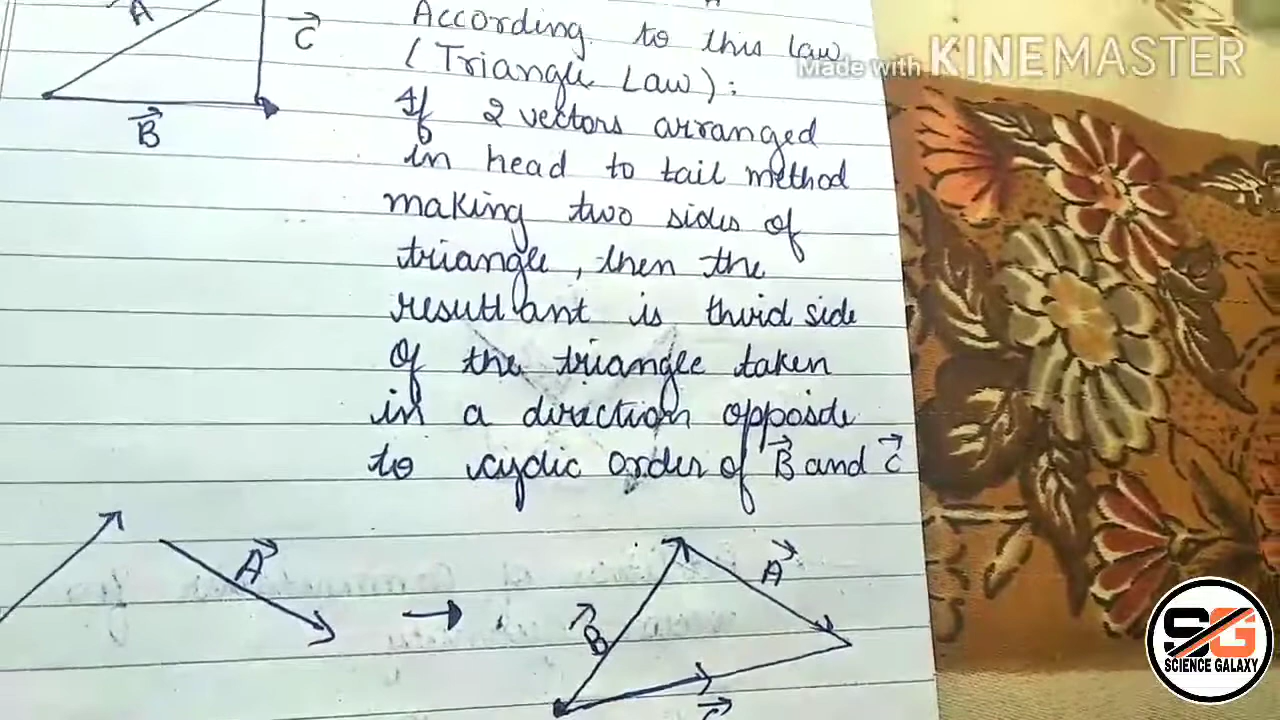 A
C
B
According to this law
(Triangle Law):
If 2 vectors arranged
in head to tail method
making two sides of
triangle, then the
resultant is third side
of the triangle taken
in a direction opposide
to cyclic order of B and C
A
A
B
C
Made with KINEMASTER
SG
SCIENCE GALAXY